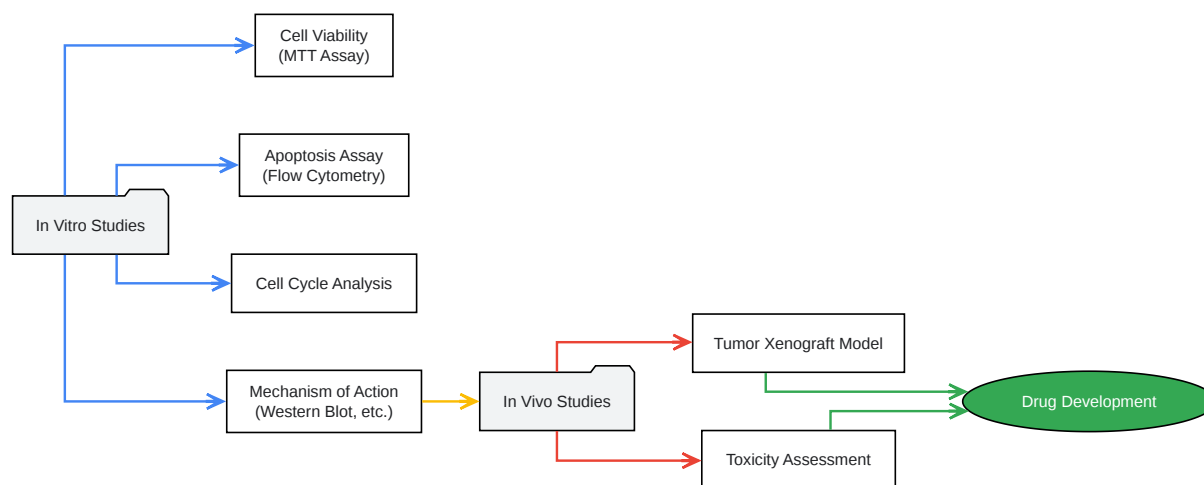 Cell Viability
(MTT Assay)
Apoptosis Assay
(Flow Cytometry)
In Vitro Studies
Cell Cycle Analysis
Mechanism of Action
(Western Blot, etc.)
In Vivo Studies
Tumor Xenograft Model
Toxicity Assessment
Drug Development